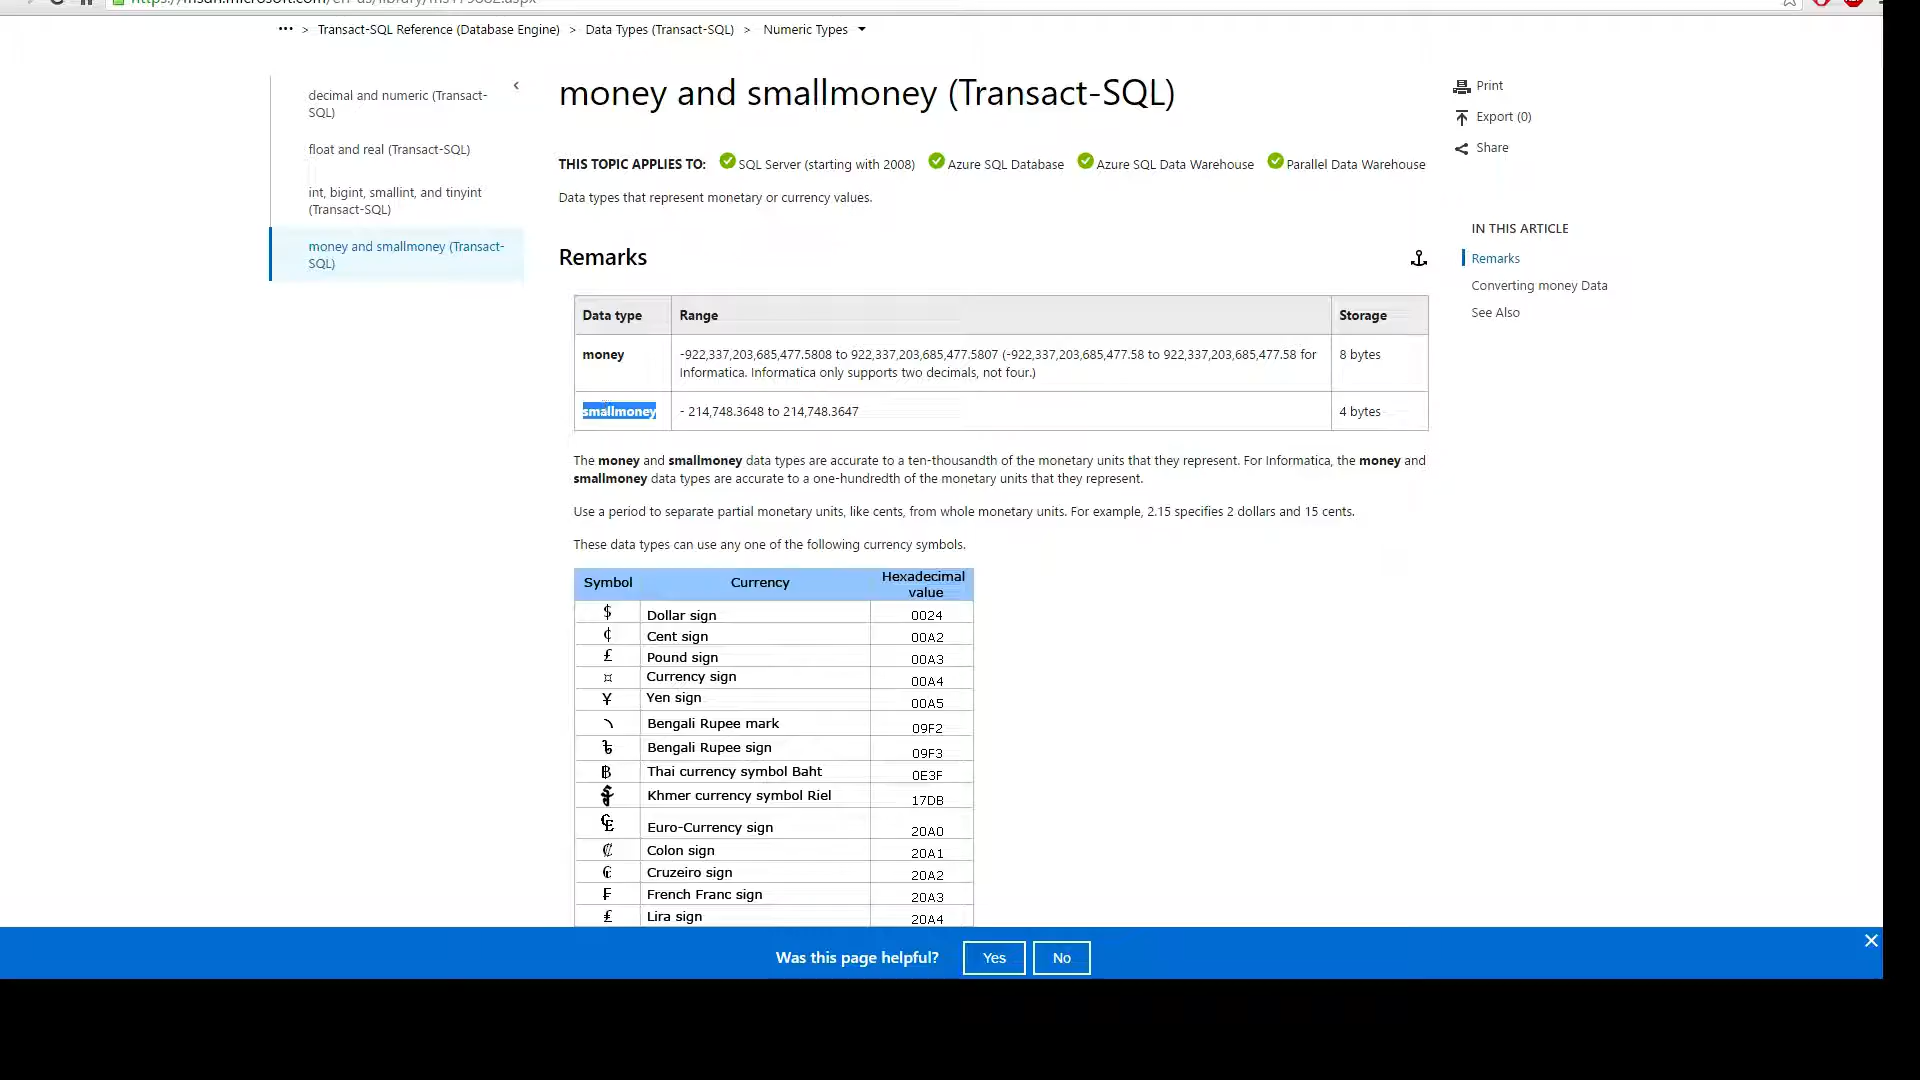 ••• > Transact-SQL Reference (Database Engine) > Data Types (Transact-SQL) > Numeric Types
decimal and numeric (Transact-
SQL)
float and real (Transact-SQL)
int, bigint, smallint, and tinyint
(Transact-SQL)
money and smallmoney (Transact-
SQL)
money and smallmoney (Transact-SQL)
THIS TOPIC APPLIES TO: SQL Server (starting with 2008) Azure SQL Database Azure SQL Data Warehouse Parallel Data Warehouse
Data types that represent monetary or currency values.
Remarks
Data type Range Storage
money -922,337,203,685,477.5808 to 922,337,203,685,477.5807 (-922,337,203,685,477.58 to 922,337,203,685,477.58 for 8 bytes
Informatica. Informatica only supports two decimals, not four.)
smallmoney - 214,748.3648 to 214,748.3647 4 bytes
The money and smallmoney data types are accurate to a ten-thousandth of the monetary units that they represent. For Informatica, the money and
smallmoney data types are accurate to a one-hundredth of the monetary units that they represent.
Use a period to separate partial monetary units, like cents, from whole monetary units. For example, 2.15 specifies 2 dollars and 15 cents.
These data types can use any one of the following currency symbols.
Symbol Currency Hexadecimal
value
$ Dollar sign 0024
¢ Cent sign 00A2
£ Pound sign 00A3
¤ Currency sign 00A4
¥ Yen sign 00A5
৲ Bengali Rupee mark 09F2
৳ Bengali Rupee sign 09F3
฿ Thai currency symbol Baht 0E3F
៛ Khmer currency symbol Riel 17DB
₠ Euro-Currency sign 20A0
₡ Colon sign 20A1
₢ Cruzeiro sign 20A2
₣ French Franc sign 20A3
₤ Lira sign 20A4
Print
Export (0)
Share
IN THIS ARTICLE
Remarks
Converting money Data
See Also
Was this page helpful? Yes No